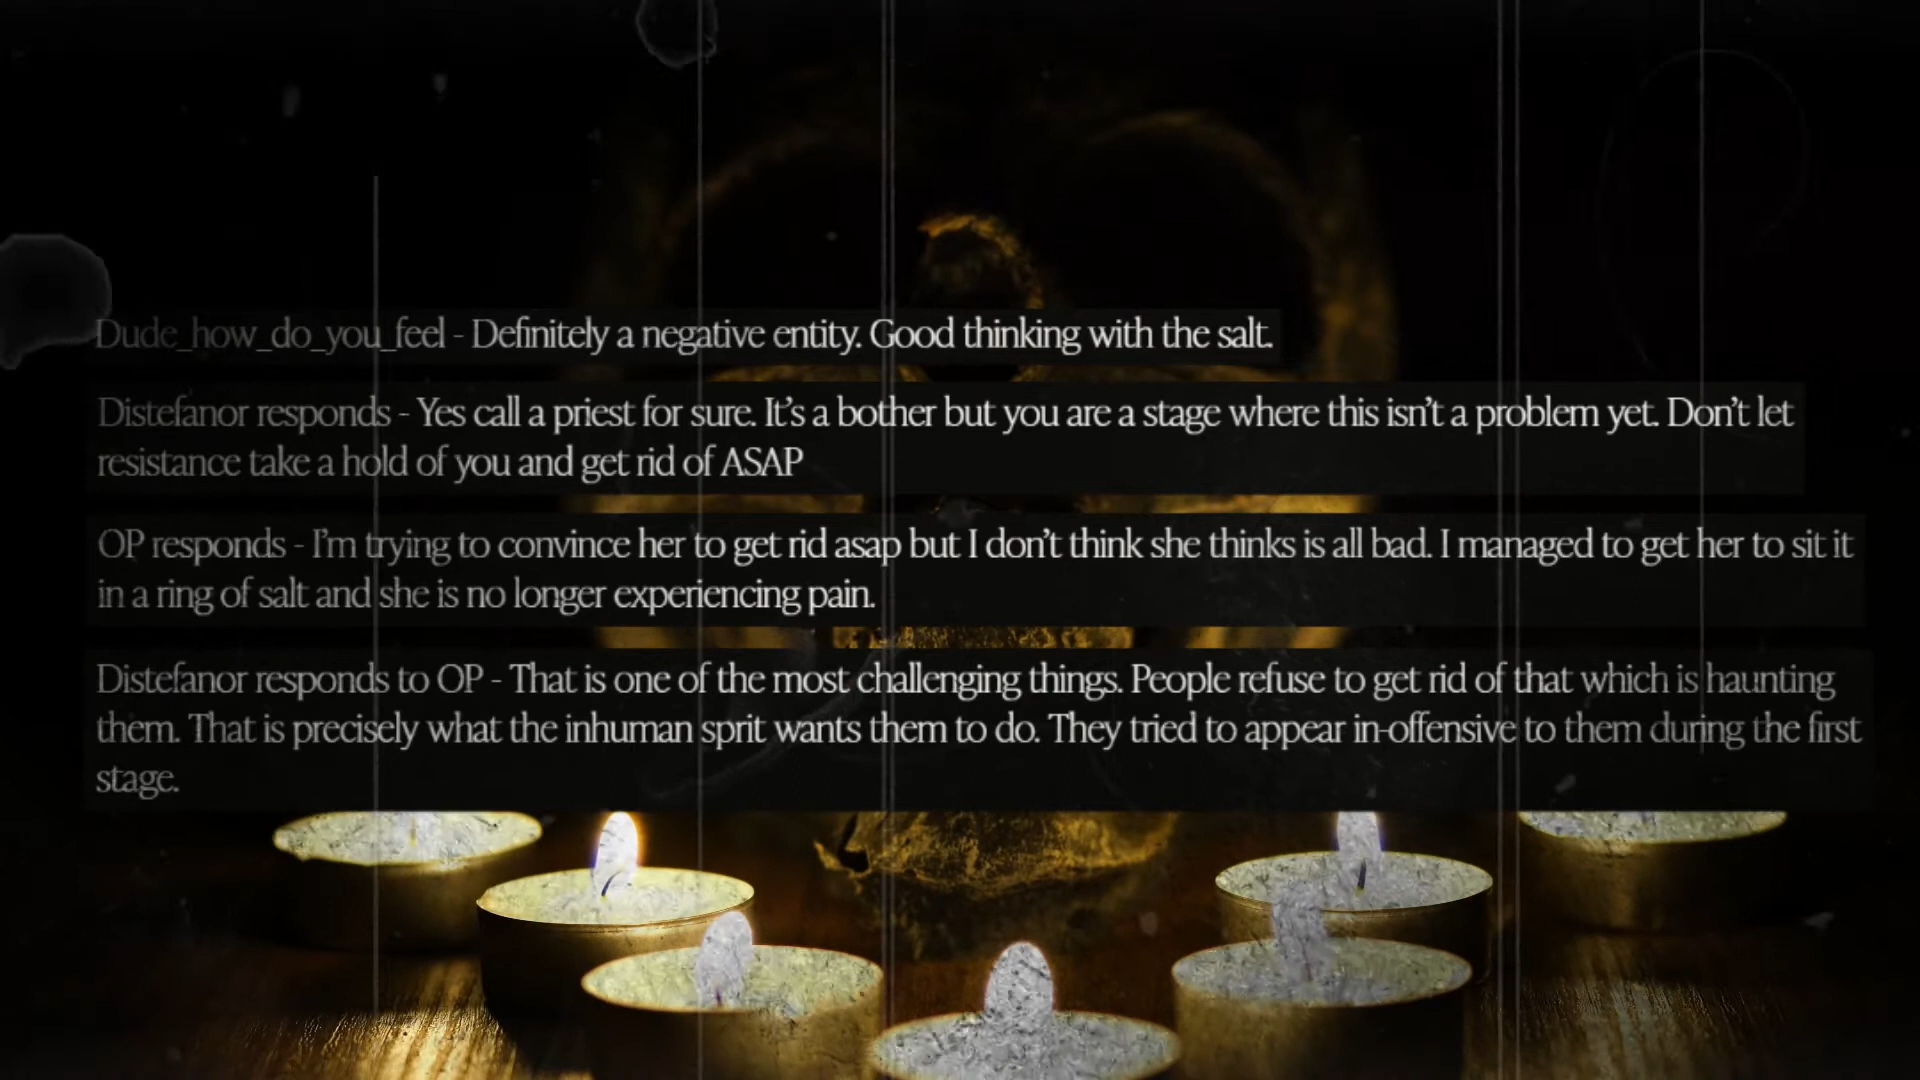 Dude_how_do_you_feel - Definitely a negative entity. Good thinking with the salt.
Distefanor responds - Yes call a priest for sure. It's a bother but you are a stage where this isn't a problem yet. Don't let
resistance take a hold of you and get rid of ASAP
OP responds - I'm trying to convince her to get rid asap but I don't think she thinks is all bad. I managed to get her to sit it
in a ring of salt and she is no longer experiencing pain.
Distefanor responds to OP - That is one of the most challenging things. People refuse to get rid of that which is haunting
them. That is precisely what the inhuman sprit wants them to do. They tried to appear in-offensive to them during the first
stage.